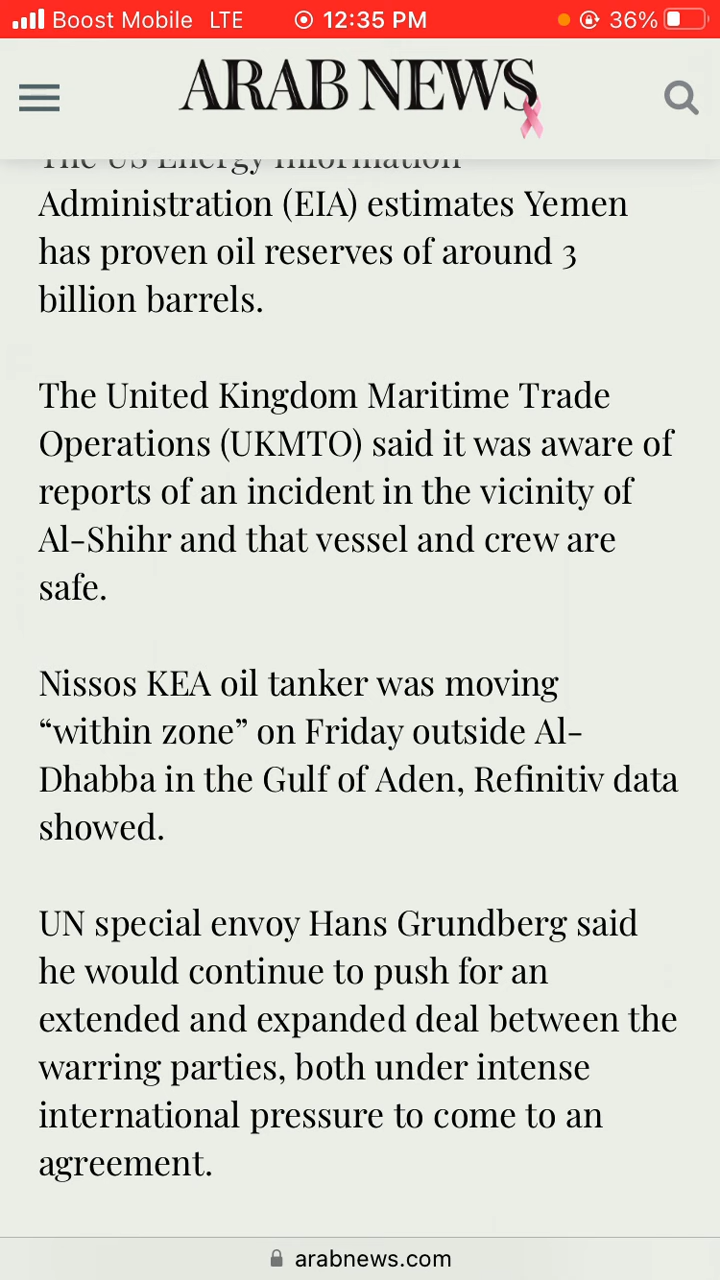 Boost Mobile LTE 12:35 PM 36%
ARAB NEWS
The US Energy Information
Administration (EIA) estimates Yemen
has proven oil reserves of around 3
billion barrels.
The United Kingdom Maritime Trade
Operations (UKMTO) said it was aware of
reports of an incident in the vicinity of
Al-Shihr and that vessel and crew are
safe.
Nissos KEA oil tanker was moving
“within zone” on Friday outside Al-
Dhabba in the Gulf of Aden, Refinitiv data
showed.
UN special envoy Hans Grundberg said
he would continue to push for an
extended and expanded deal between the
warring parties, both under intense
international pressure to come to an
agreement.
arabnews.com